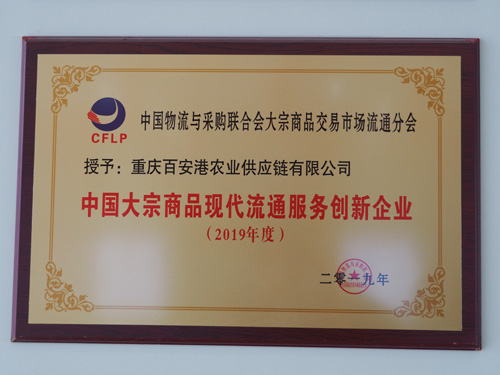 CFLP
中国物流与采购联合会大宗商品交易市场流通分会
授予：重庆百安港农业供应链有限公司
中国大宗商品现代流通服务创新企业
（2019年度）
二零一九年